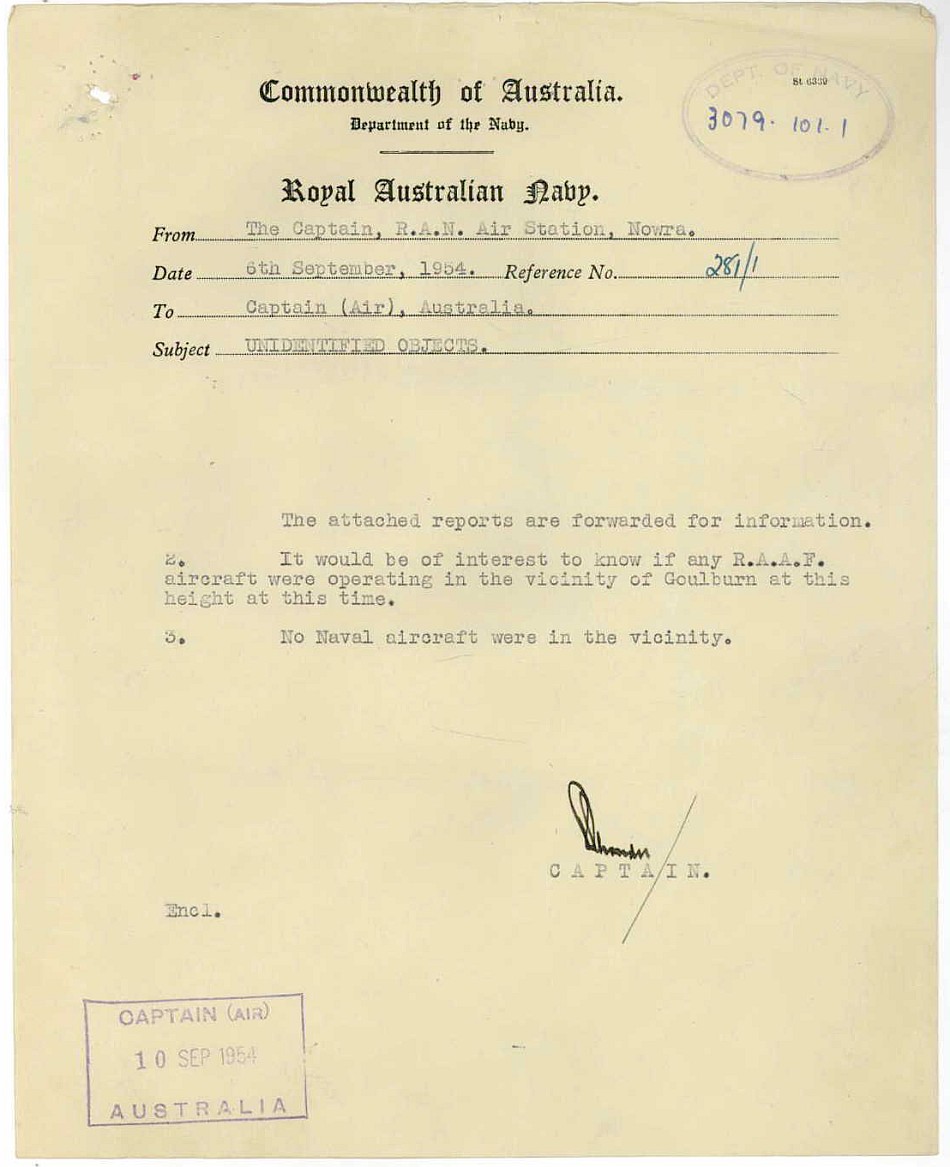 Commonwealth of Australia.
St 6339
Department of the Navy.
DEPT. OF NAVY
3079. 101. 1
Royal Australian Navy.
From The Captain, R.A.N. Air Station, Nowra.
Date 6th September, 1954. Reference No. 281/1
To Captain (Air), Australia.
Subject UNIDENTIFIED OBJECTS.
The attached reports are forwarded for information.
2. It would be of interest to know if any R.A.A.F.
aircraft were operating in the vicinity of Goulburn at this
height at this time.
3. No Naval aircraft were in the vicinity.
CAPTAIN.
Encl.
CAPTAIN (AIR)
10 SEP 1954
AUSTRALIA